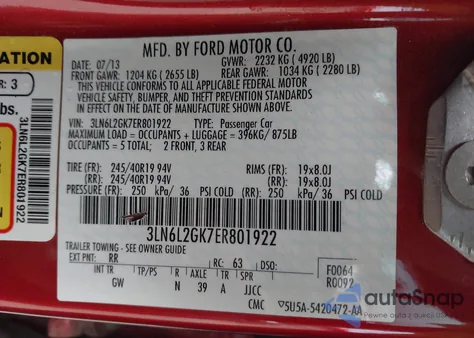 MFD. BY FORD MOTOR CO.
DATE: 07/13 GVWR: 2232 KG ( 4920 LB)
FRONT GAWR: 1204 KG ( 2655 LB) REAR GAWR: 1034 KG ( 2280 LB)
THIS VEHICLE CONFORMS TO ALL APPLICABLE FEDERAL MOTOR
VEHICLE SAFETY, BUMPER, AND THEFT PREVENTION STANDARDS
IN EFFECT ON THE DATE OF MANUFACTURE SHOWN ABOVE.
VIN: 3LN6L2GK7ER801922 TYPE: Passenger Car
MAXIMUM LOAD = OCCUPANTS + LUGGAGE = 396KG/ 875LB
OCCUPANTS = 5 TOTAL: 2 FRONT, 3 REAR
TIRE (FR): 245/40R19 94V RIMS (FR): 19x8.0J
(RR): 245/40R19 94V (RR): 19x8.0J
PRESSURE (FR): 250 kPa/ 36 PSI COLD (RR): 250 kPa/ 36 PSI COLD
3LN6L2GK7ER801922
TRAILER TOWING - SEE OWNER GUIDE
EXT PNT: RR RC: 63 DSO: F0064
INT TR TP/PS R AXLE TR SPR R0092
GW N 39 A JJCC
CMC 5U5A-5420472-AA
3LN6L2GK7ER801922
R: 3
lbs.
autoSnap
Pewne auta z aukcji w USA